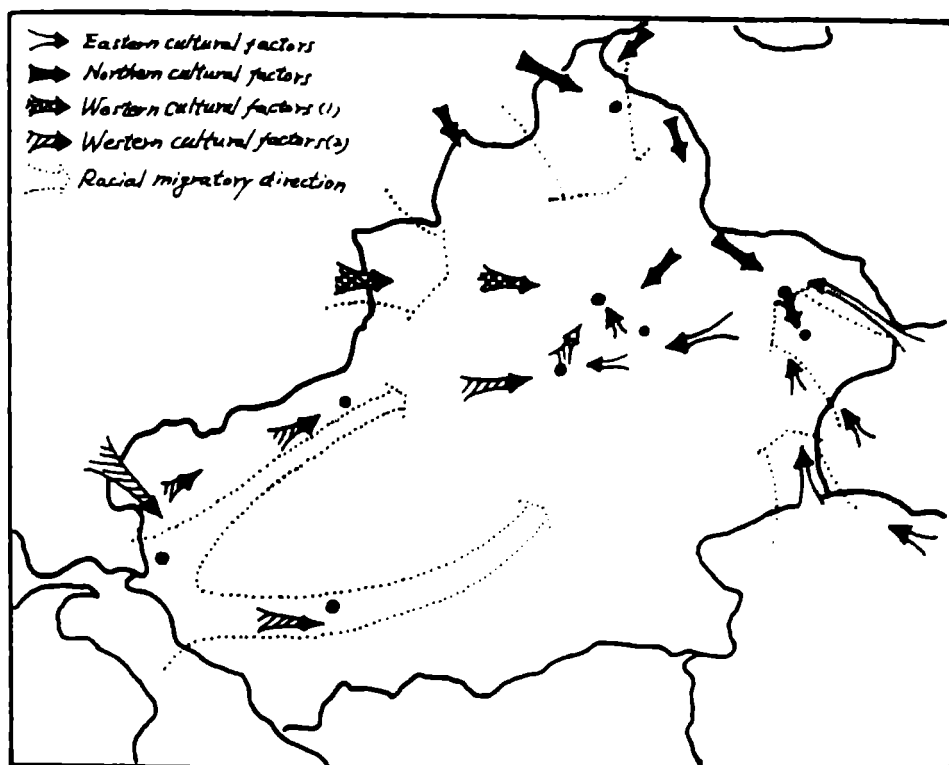 Eastern cultural factors
Northern cultural factors
Western cultural factors (1)
Western cultural factors (2)
Racial migratory direction